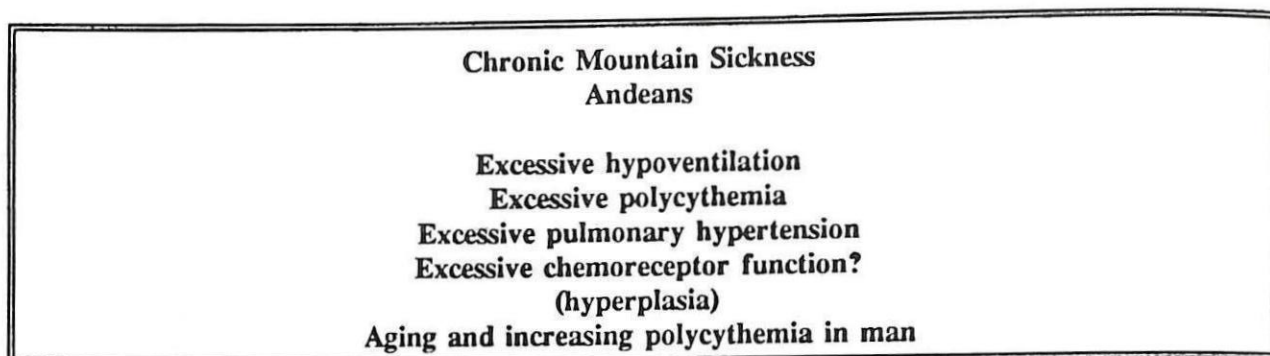 Chronic Mountain Sickness
Andeans
Excessive hypoventilation
Excessive polycythemia
Excessive pulmonary hypertension
Excessive chemoreceptor function?
(hyperplasia)
Aging and increasing polycythemia in man